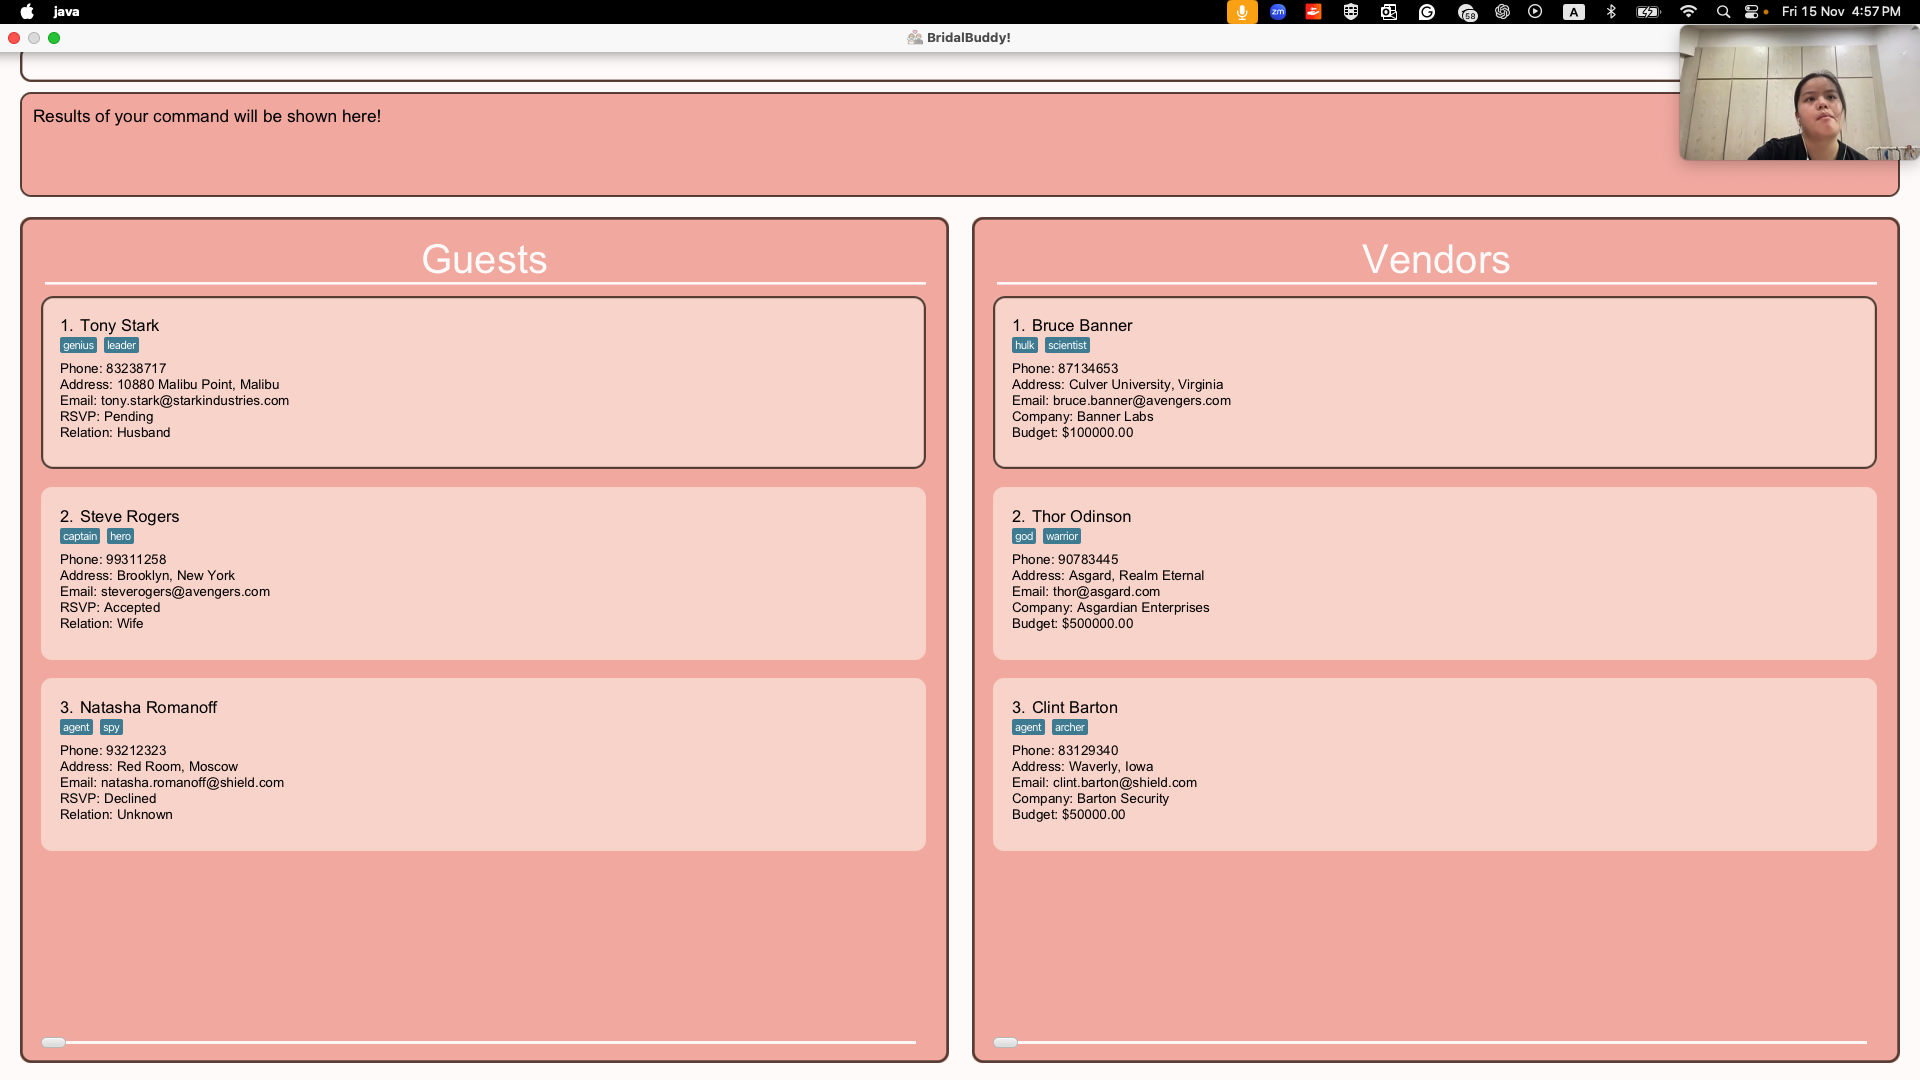 java
zm
58
A
Fri 15 Nov 4:57 PM
BridalBuddy!
Results of your command will be shown here!
Guests
1. Tony Stark
genius leader
Phone: 83238717
Address: 10880 Malibu Point, Malibu
Email: tony.stark@starkindustries.com
RSVP: Pending
Relation: Husband
2. Steve Rogers
captain hero
Phone: 99311258
Address: Brooklyn, New York
Email: steverogers@avengers.com
RSVP: Accepted
Relation: Wife
3. Natasha Romanoff
agent spy
Phone: 93212323
Address: Red Room, Moscow
Email: natasha.romanoff@shield.com
RSVP: Declined
Relation: Unknown
Vendors
1. Bruce Banner
hulk scientist
Phone: 87134653
Address: Culver University, Virginia
Email: bruce.banner@avengers.com
Company: Banner Labs
Budget: $100000.00
2. Thor Odinson
god warrior
Phone: 90783445
Address: Asgard, Realm Eternal
Email: thor@asgard.com
Company: Asgardian Enterprises
Budget: $500000.00
3. Clint Barton
agent archer
Phone: 83129340
Address: Waverly, Iowa
Email: clint.barton@shield.com
Company: Barton Security
Budget: $50000.00